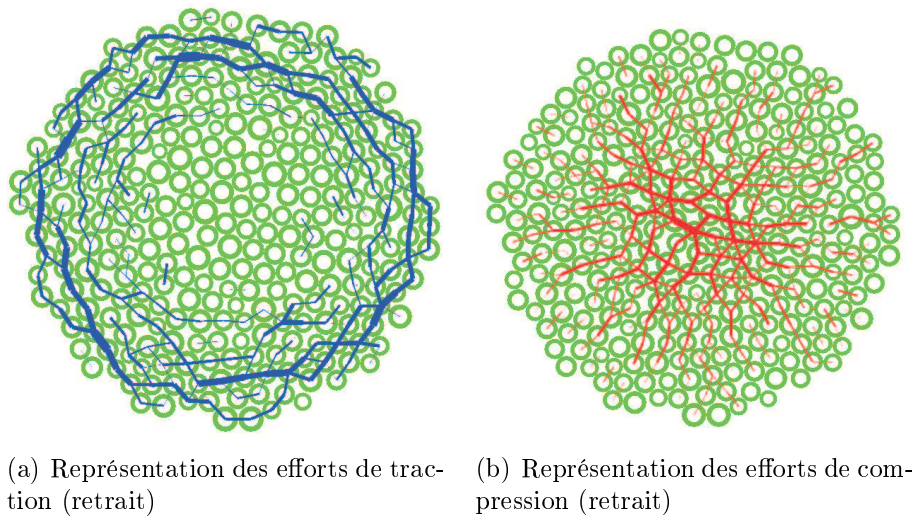 (a) Représentation des efforts de trac-
tion (retrait)
(b) Représentation des efforts de com-
pression (retrait)